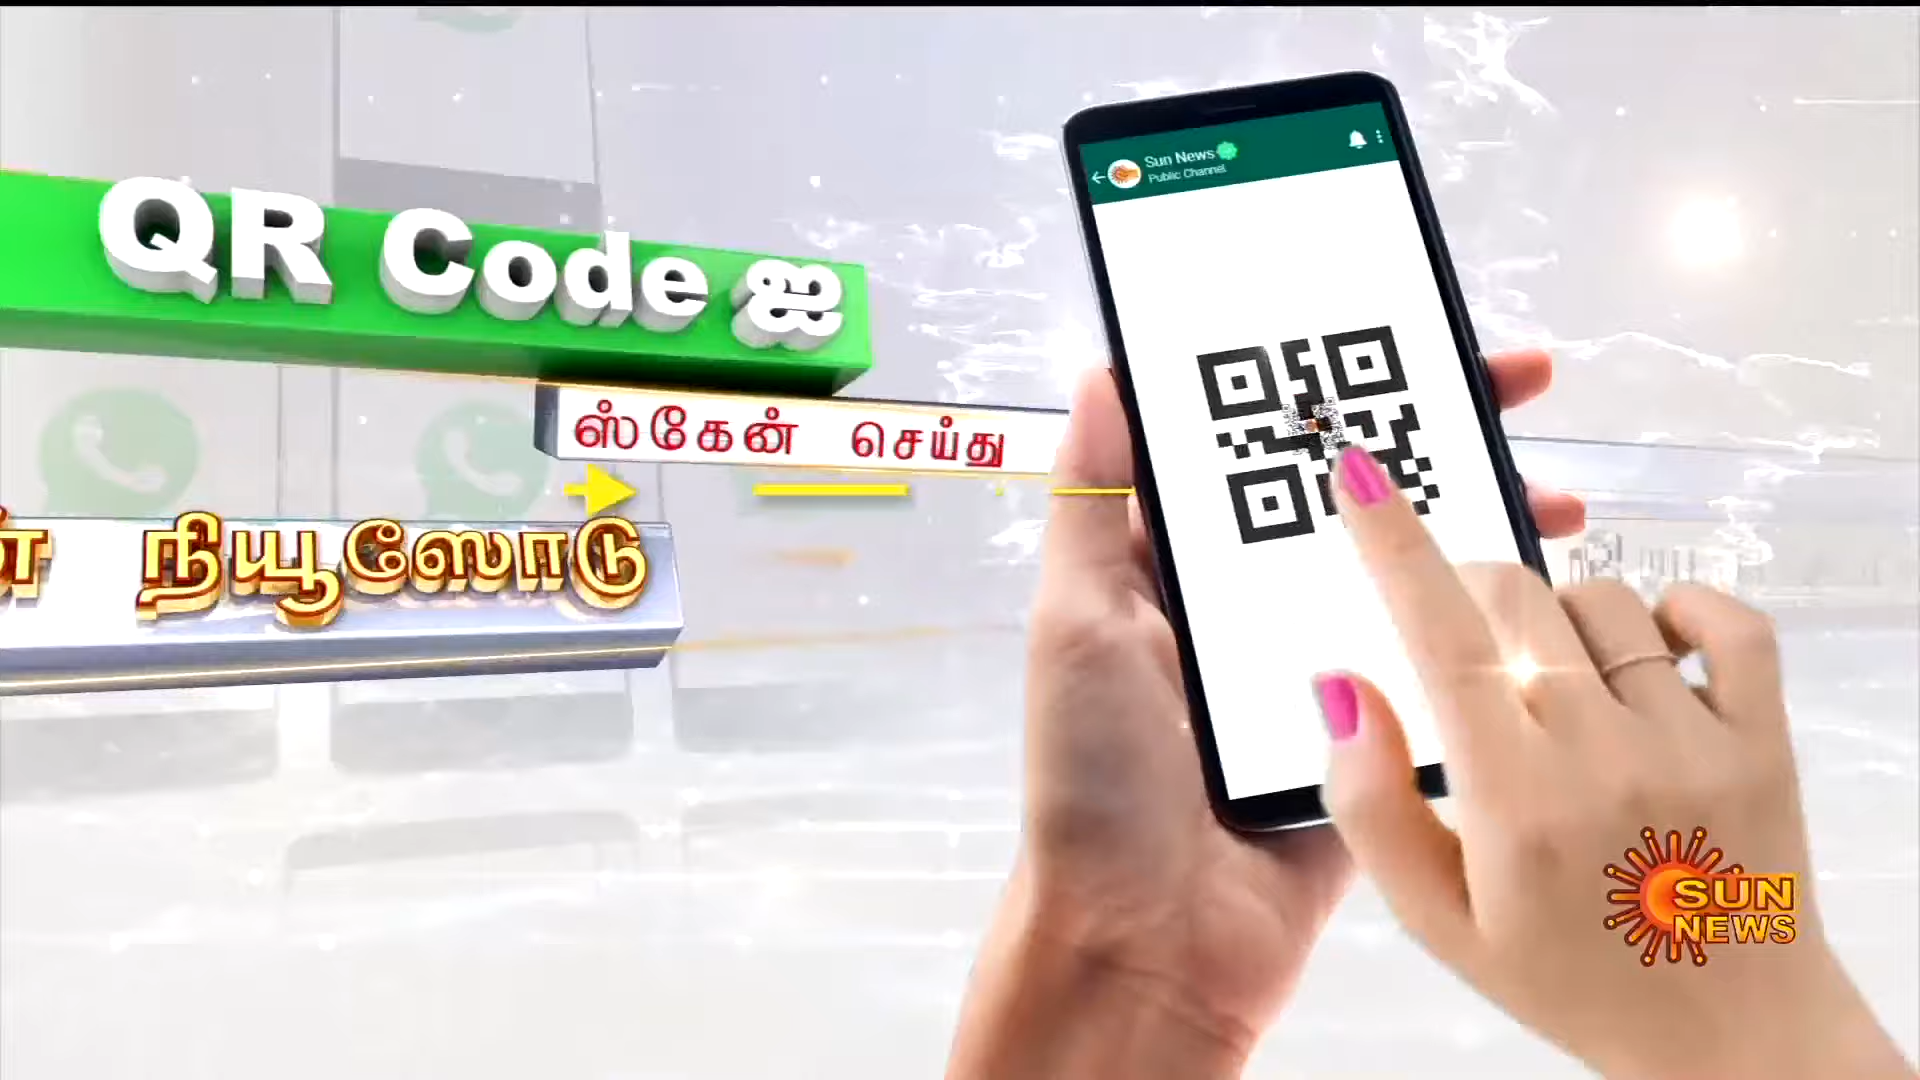 QR Code ஐ
ஸ்கேன் செய்து
நியூஸோடு
Sun News
Public Channel
SUN
NEWS